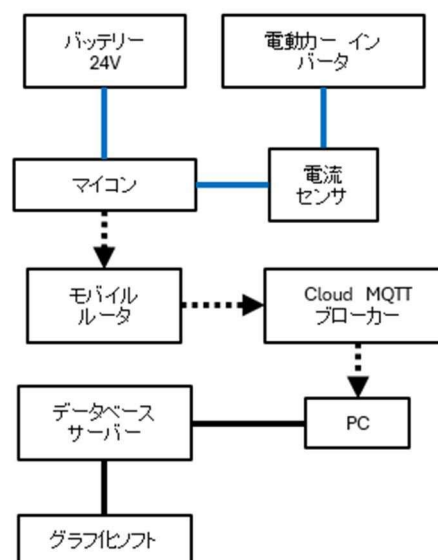 バッテリー
24V
電動カー イン
バータ
マイコン
電流
センサ
モバイル
ルータ
Cloud MQTT
ブローカー
データベース
サーバー
PC
グラフ化ソフト